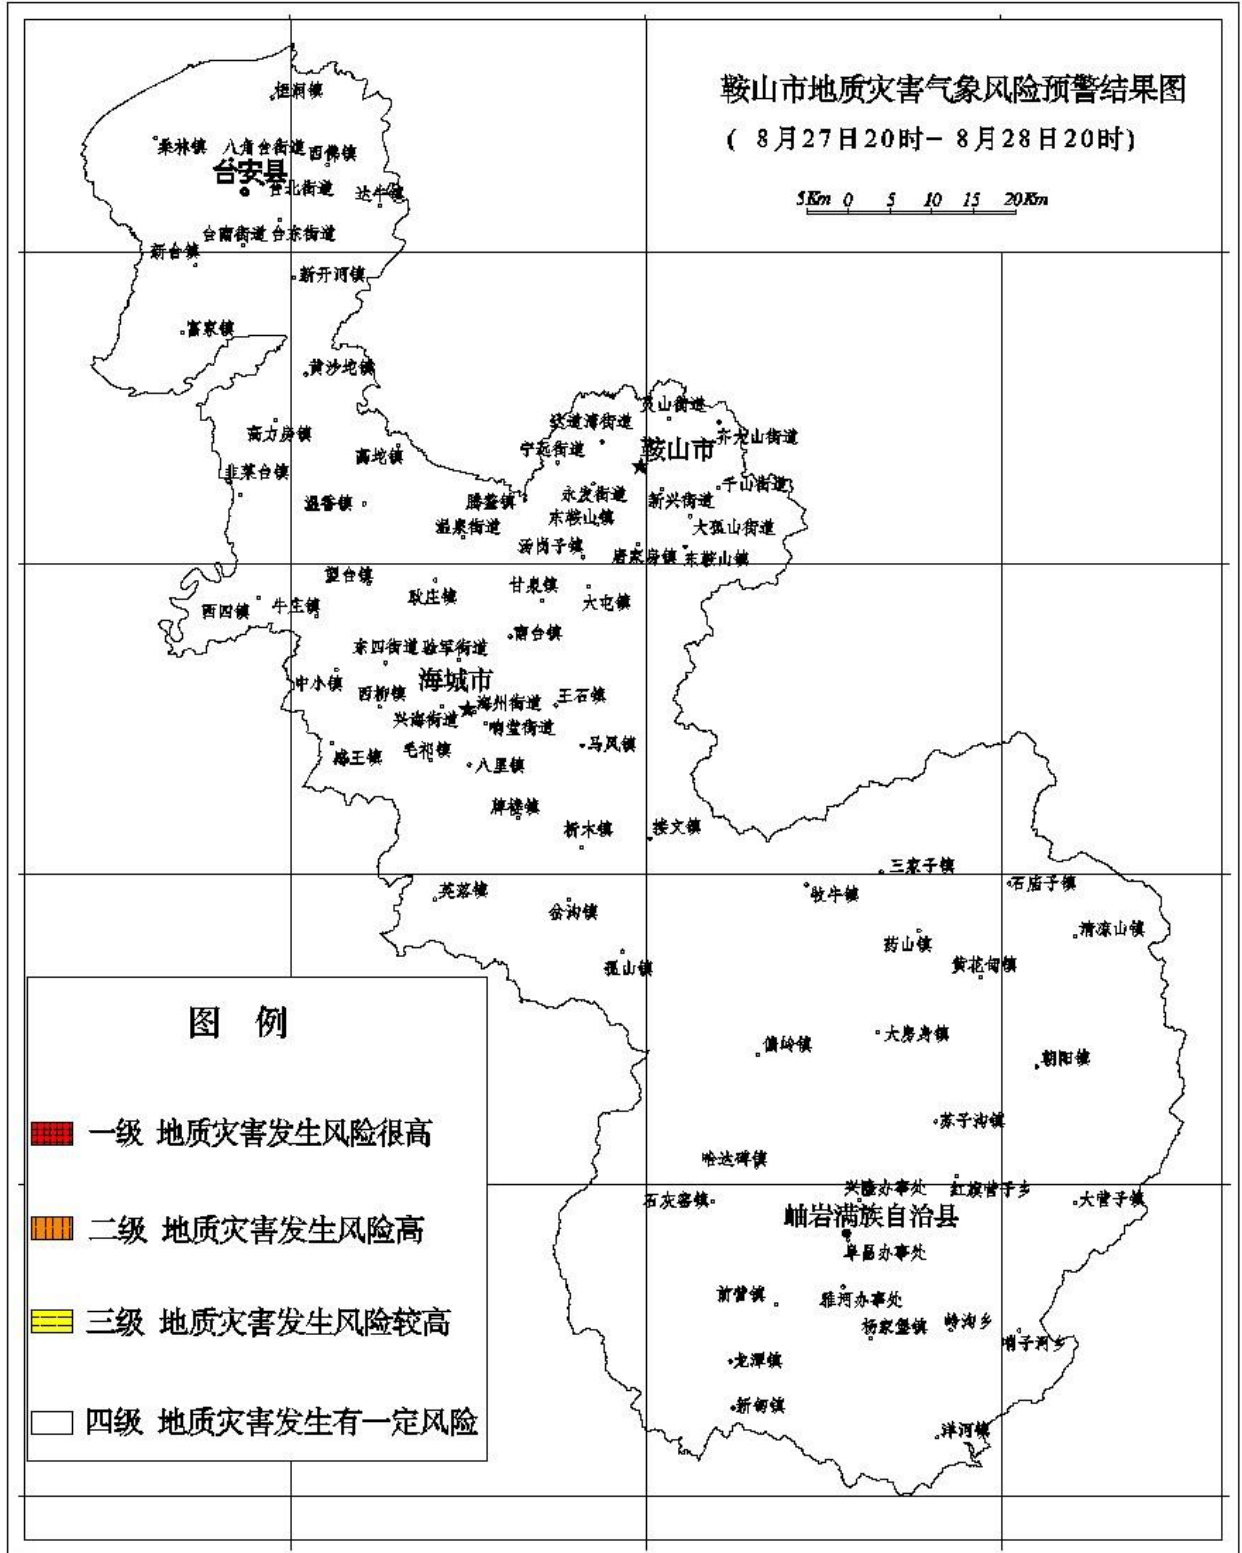 鞍山市地质灾害气象风险预警结果图
( 8月27日20时- 8月28日20时)
5Km 0 5 10 15 20Km
桓洞镇
桑林镇
八角台街道
西佛镇
台安县
台北街道
达牛镇
台南街道
台东街道
新台镇
新开河镇
富家镇
黄沙坨镇
高力房镇
高坨镇
韭菜台镇
温香镇
灵山街道
达道湾街道
齐大山街道
宁远街道
鞍山市
千山街道
腾鳌镇
永发街道
新兴街道
温泉街道
东鞍山镇
大孤山街道
汤岗子镇
唐家房镇
东鞍山镇
望台镇
耿庄镇
甘泉镇
大屯镇
西四镇
牛庄镇
南台镇
东四街道
验军街道
中小镇
西柳镇
海城市
海州街道
王石镇
兴海街道
响堂街道
感王镇
毛祁镇
八里镇
马风镇
牌楼镇
析木镇
接文镇
英落镇
岔沟镇
孤山镇
三家子镇
石庙子镇
牧牛镇
药山镇
清凉山镇
黄花甸镇
偏岭镇
大房身镇
朝阳镇
苏子沟镇
哈达碑镇
石灰窑镇
兴隆办事处
红旗营子乡
大营子镇
岫岩满族自治县
阜昌办事处
前营镇
雅河办事处
杨家堡镇
岭沟乡
哨子河乡
龙潭镇
新甸镇
洋河镇
图 例
一级 地质灾害发生风险很高
二级 地质灾害发生风险高
三级 地质灾害发生风险较高
四级 地质灾害发生有一定风险